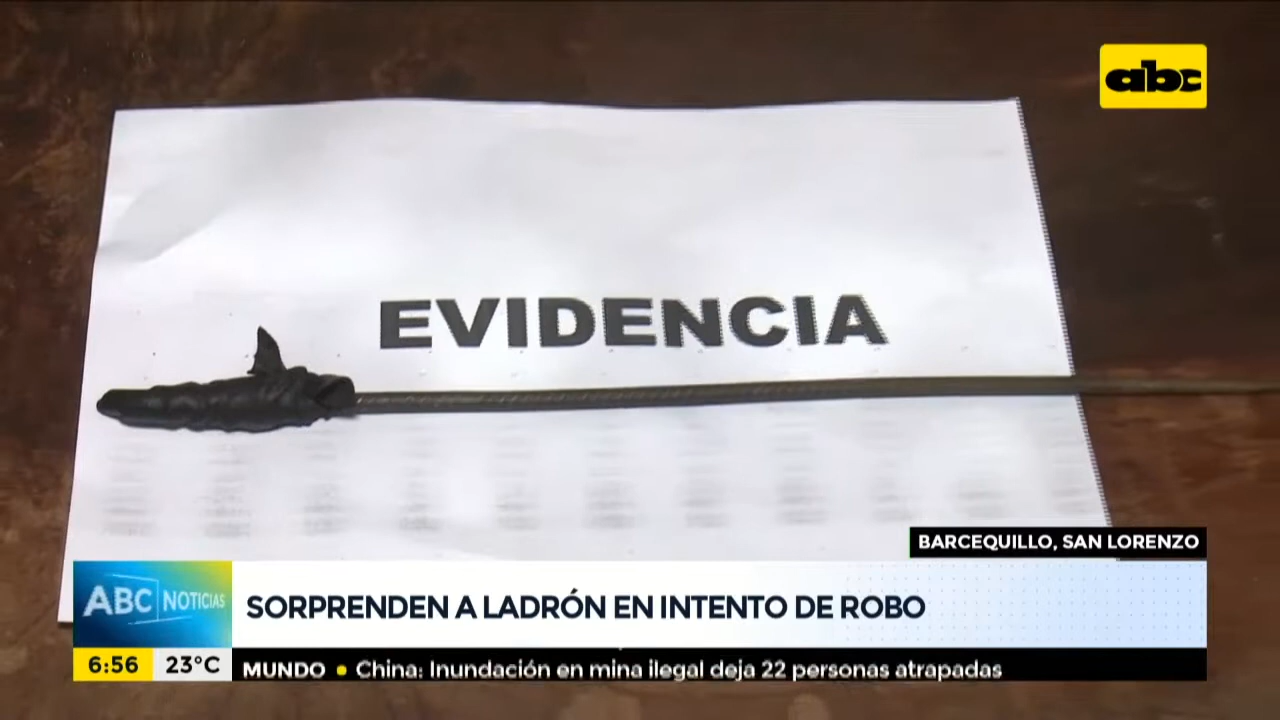 abc
EVIDENCIA
BARCEQUILLO, SAN LORENZO
ABC NOTICIAS
SORPRENDEN A LADRÓN EN INTENTO DE ROBO
6:56 23°C MUNDO • China: Inundación en mina ilegal deja 22 personas atrapadas